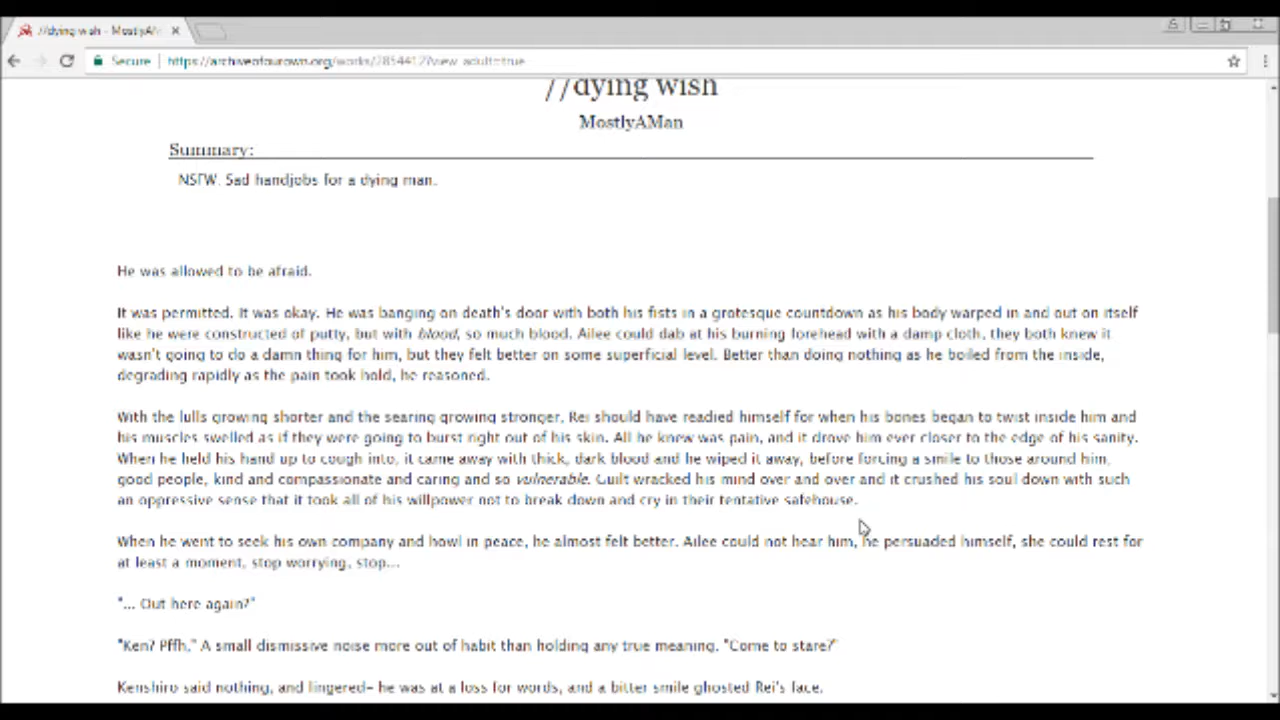 //dying wish - MostlyAM
Secure
https://archiveofourown.org/works/2854412?view_adult=true
//dying wish
MostlyAMan
Summary:
NSFW. Sad handjobs for a dying man.
He was allowed to be afraid.
It was permitted. It was okay. He was banging on death's door with both his fists in a grotesque countdown as his body warped in and out on itself
like he were constructed of putty, but with blood, so much blood. Ailee could dab at his burning forehead with a damp cloth, they both knew it
wasn't going to do a damn thing for him, but they felt better on some superficial level. Better than doing nothing as he boiled from the inside,
degrading rapidly as the pain took hold, he reasoned.
With the lulls growing shorter and the searing growing stronger, Rei should have readied himself for when his bones began to twist inside him and
his muscles swelled as if they were going to burst right out of his skin. All he knew was pain, and it drove him ever closer to the edge of his sanity.
When he held his hand up to cough into, it came away with thick, dark blood and he wiped it away, before forcing a smile to those around him,
good people, kind and compassionate and caring and so vulnerable. Guilt wracked his mind over and over and it crushed his soul down with such
an oppressive sense that it took all of his willpower not to break down and cry in their tentative safehouse.
When he went to seek his own company and howl in peace, he almost felt better. Ailee could not hear him, he persuaded himself, she could rest for
at least a moment, stop worrying, stop...
"... Out here again?"
"Ken? Pffh." A small dismissive noise more out of habit than holding any true meaning. "Come to stare?"
Kenshiro said nothing, and lingered- he was at a loss for words, and a bitter smile ghosted Rei's face.